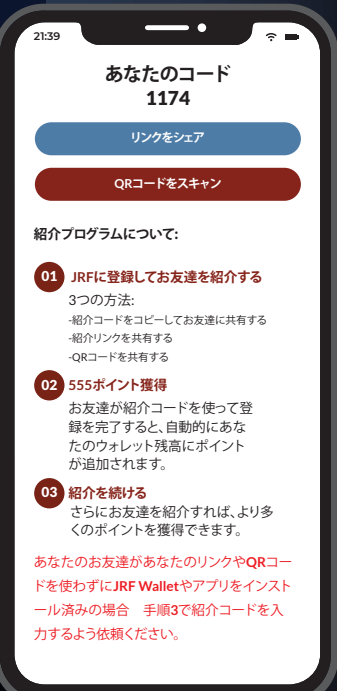 21:39
あなたのコード
1174
リンクをシェア
QRコードをスキャン
紹介プログラムについて:
01 JRFに登録してお友達を紹介する
3つの方法:
-紹介コードをコピーしてお友達に共有する
-紹介リンクを共有する
-QRコードを共有する
02 555ポイント獲得
お友達が紹介コードを使って登
録を完了すると、自動的にあな
たのウォレット残高にポイント
が追加されます。
03 紹介を続ける
さらにお友達を紹介すれば、より多
くのポイントを獲得できます。
あなたのお友達があなたのリンクやQRコー
ドを使わずにJRF Walletやアプリをインスト
ール済みの場合　手順3で紹介コードを入
力するよう依頼ください。